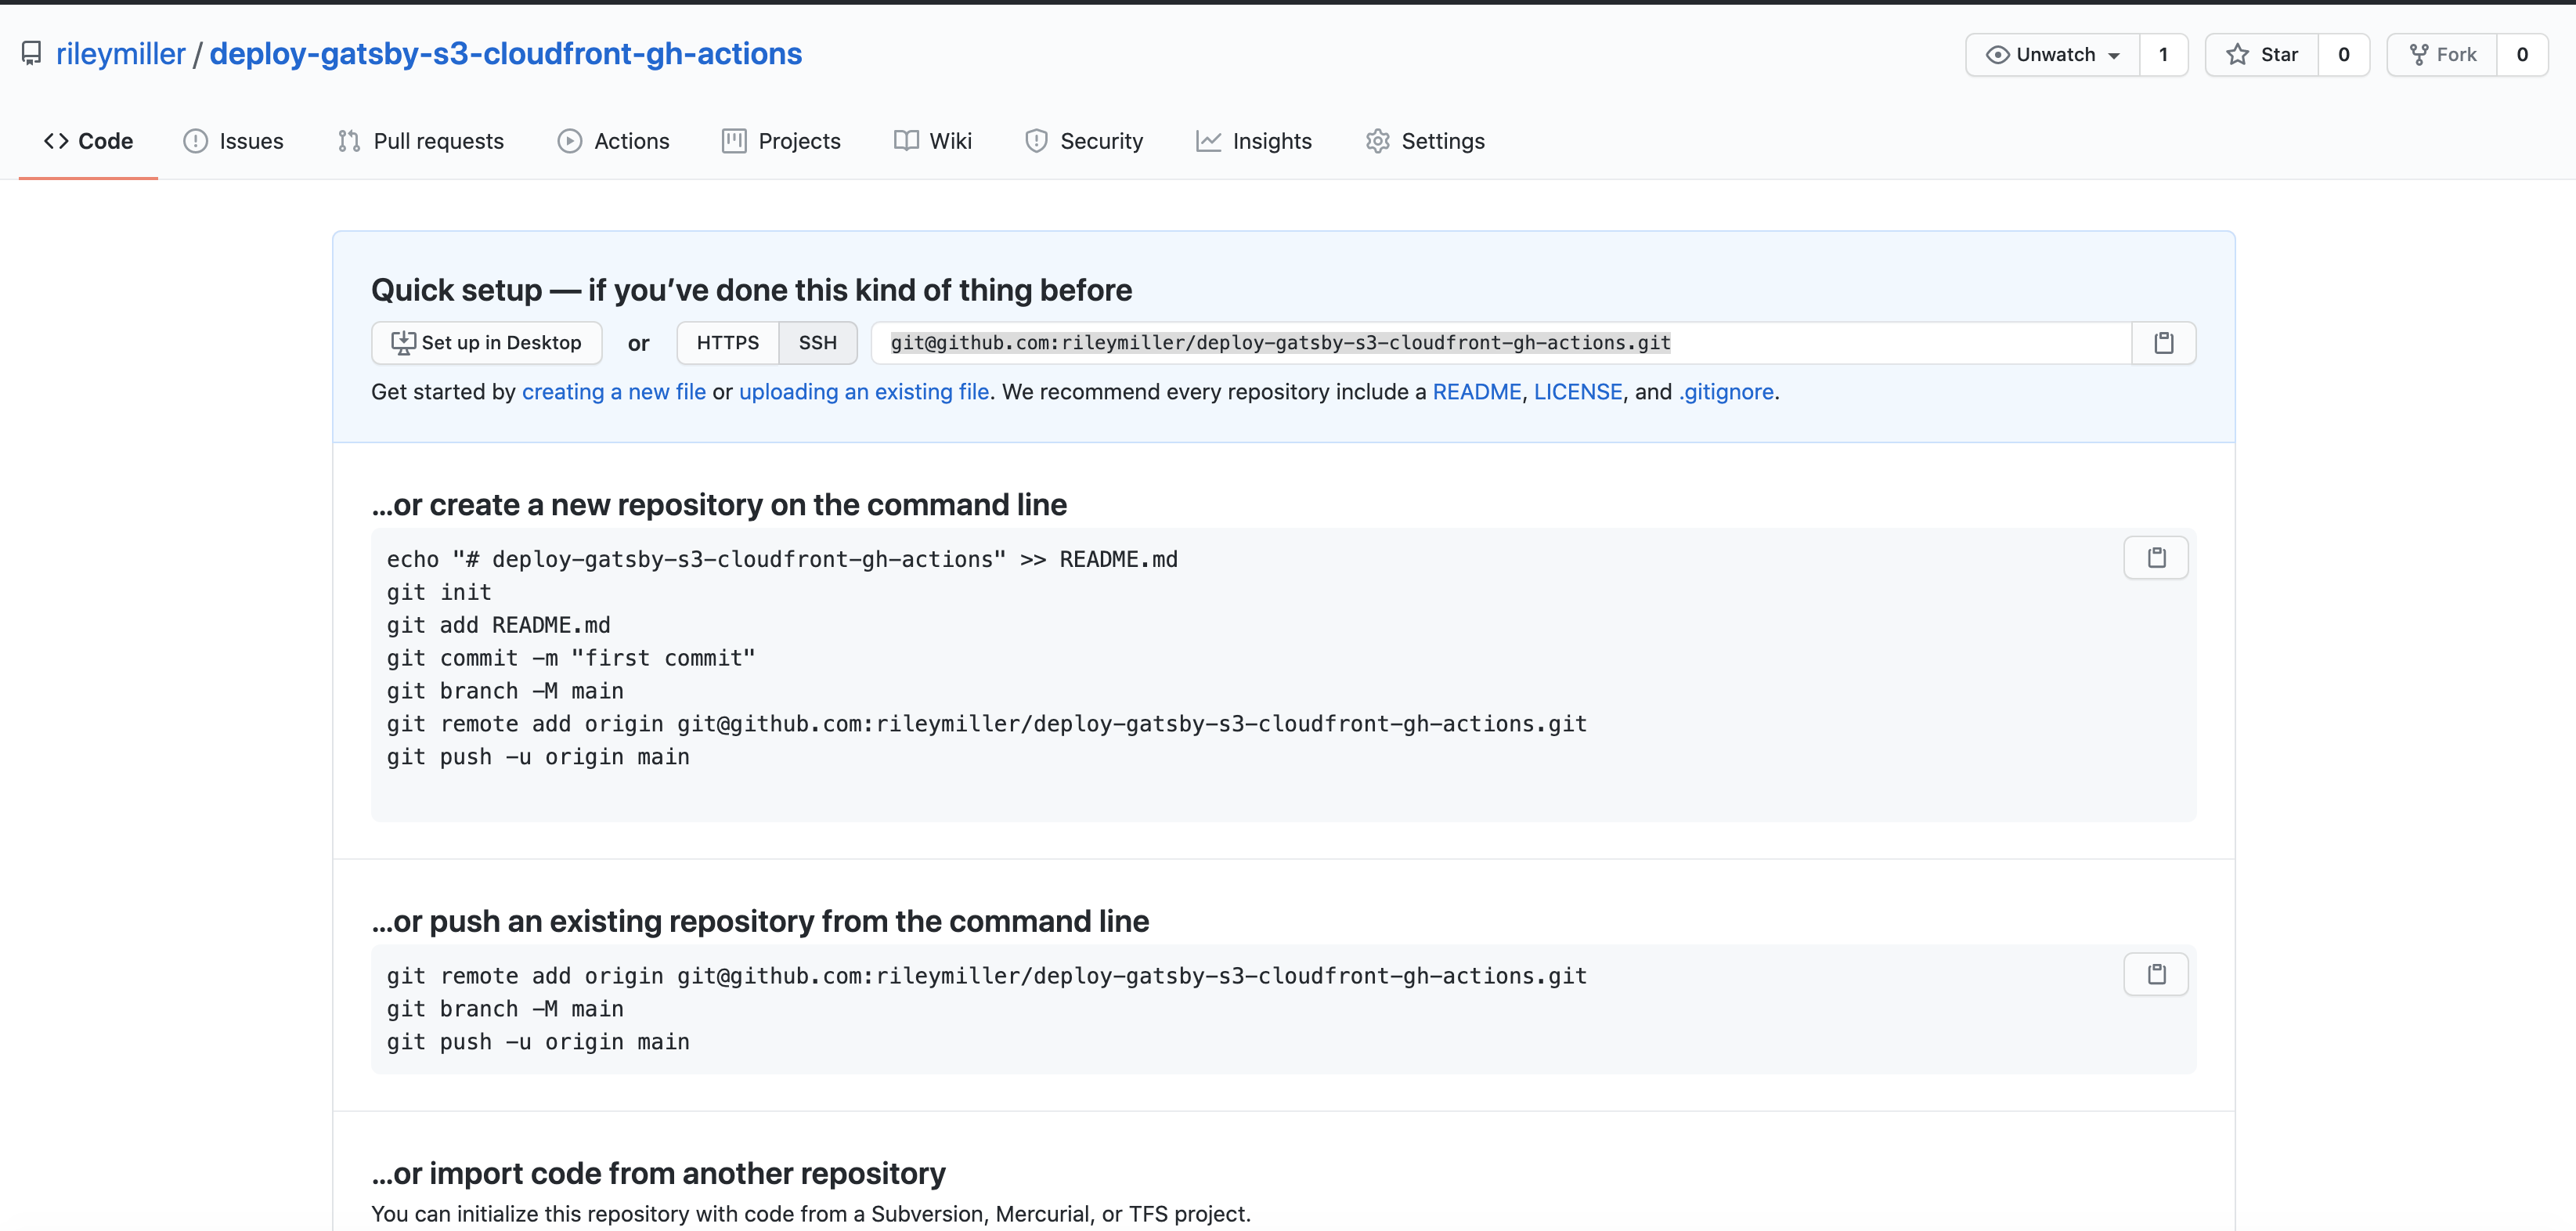 rileymiller / deploy-gatsby-s3-cloudfront-gh-actions
Unwatch 1 Star 0 Fork 0
Code Issues Pull requests Actions Projects Wiki Security Insights Settings
Quick setup — if you’ve done this kind of thing before
Set up in Desktop or HTTPS SSH git@github.com:rileymiller/deploy-gatsby-s3-cloudfront-gh-actions.git
Get started by creating a new file or uploading an existing file. We recommend every repository include a README, LICENSE, and .gitignore.
…or create a new repository on the command line
echo "# deploy-gatsby-s3-cloudfront-gh-actions" >> README.md
git init
git add README.md
git commit -m "first commit"
git branch -M main
git remote add origin git@github.com:rileymiller/deploy-gatsby-s3-cloudfront-gh-actions.git
git push -u origin main
…or push an existing repository from the command line
git remote add origin git@github.com:rileymiller/deploy-gatsby-s3-cloudfront-gh-actions.git
git branch -M main
git push -u origin main
…or import code from another repository
You can initialize this repository with code from a Subversion, Mercurial, or TFS project.